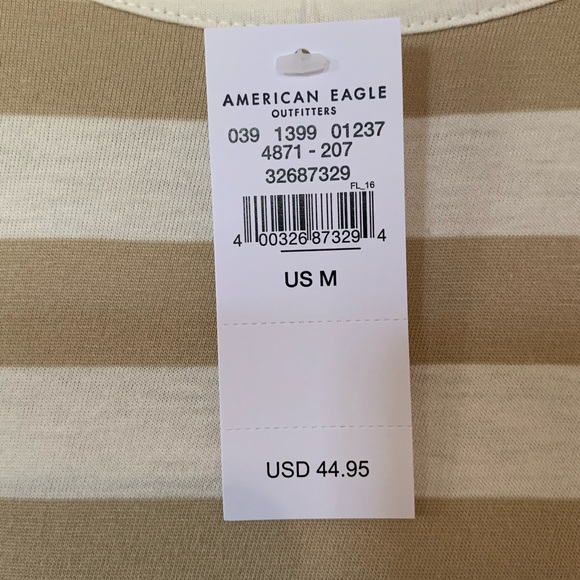 AMERICAN EAGLE
OUTFITTERS
039 1399 01237
4871 - 207
32687329
FL_16
4 00326 87329 4
US M
USD 44.95